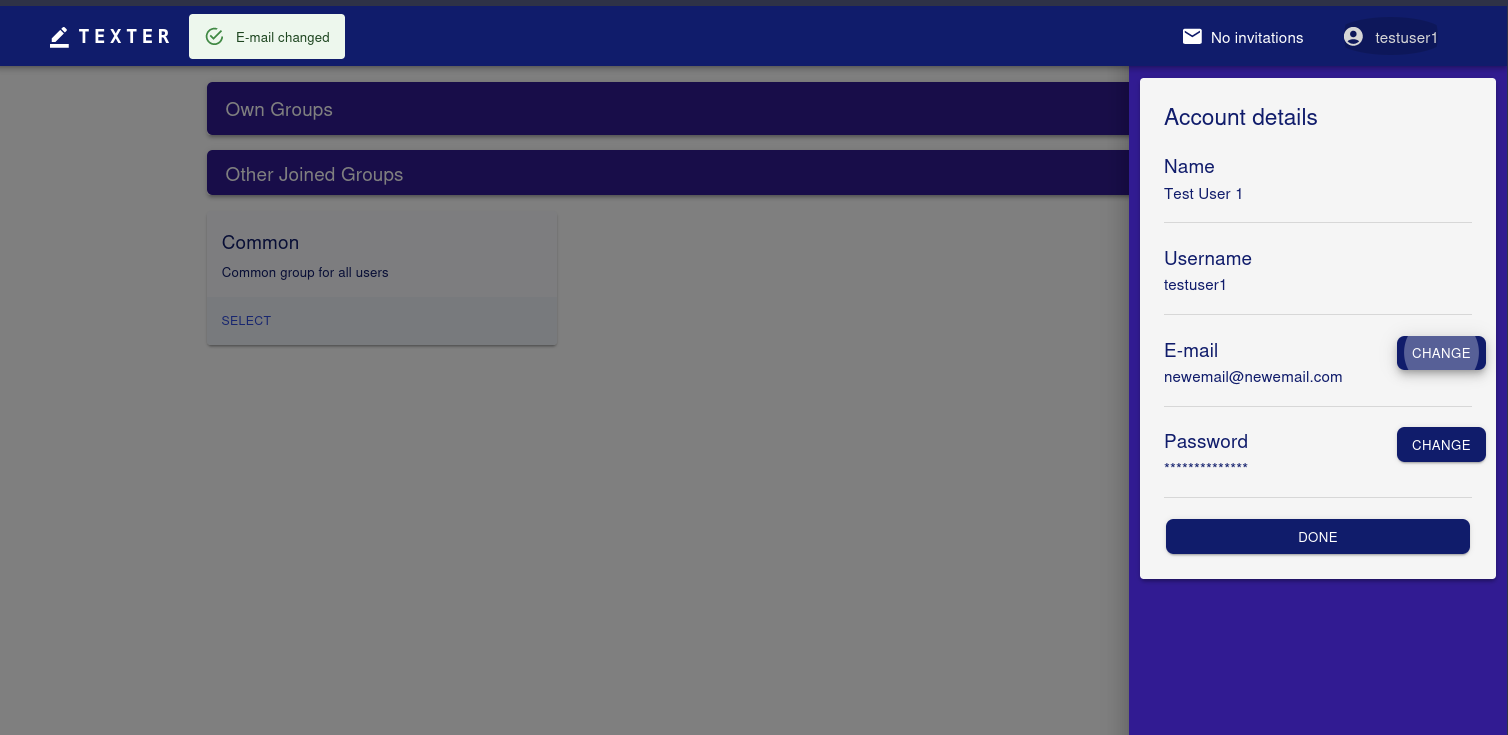 TEXTER
E-mail changed
No invitations
testuser1
Own Groups
Other Joined Groups
Common
Common group for all users
SELECT
Account details
Name
Test User 1
Username
testuser1
E-mail
CHANGE
newemail@newemail.com
Password
CHANGE
**************
DONE